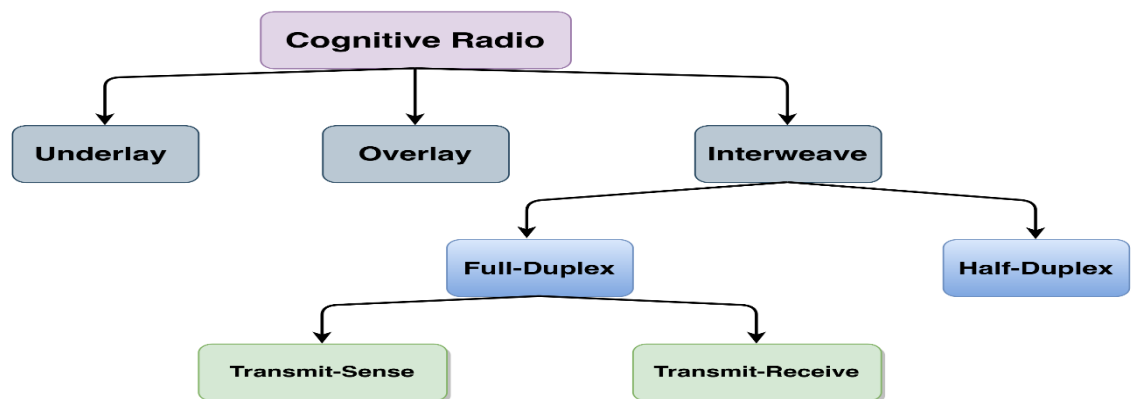 Cognitive Radio
Underlay
Overlay
Interweave
Full-Duplex
Half-Duplex
Transmit-Sense
Transmit-Receive